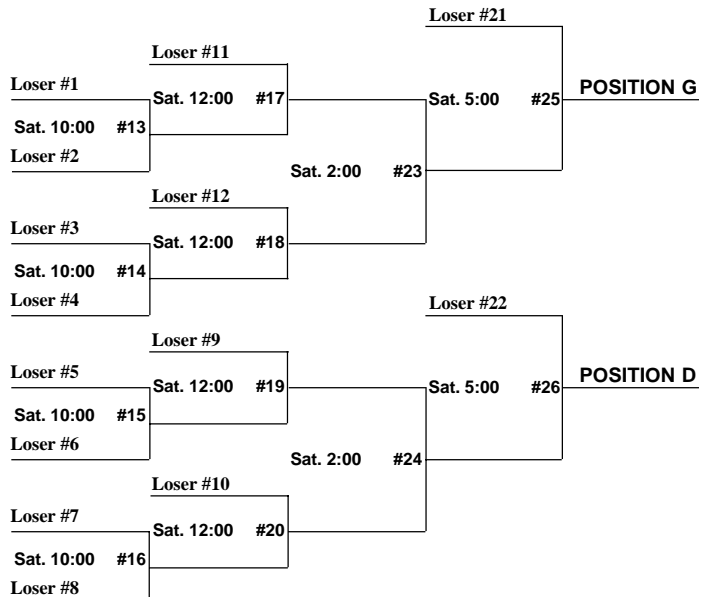 Loser #21
Loser #11
Loser #1
Sat. 12:00 #17
Sat. 5:00 #25
POSITION G
Sat. 10:00 #13
Loser #2
Sat. 2:00 #23
Loser #12
Loser #3
Sat. 12:00 #18
Sat. 10:00 #14
Loser #4
Loser #22
Loser #9
Loser #5
Sat. 12:00 #19
Sat. 5:00 #26
POSITION D
Sat. 10:00 #15
Loser #6
Sat. 2:00 #24
Loser #10
Loser #7
Sat. 12:00 #20
Sat. 10:00 #16
Loser #8